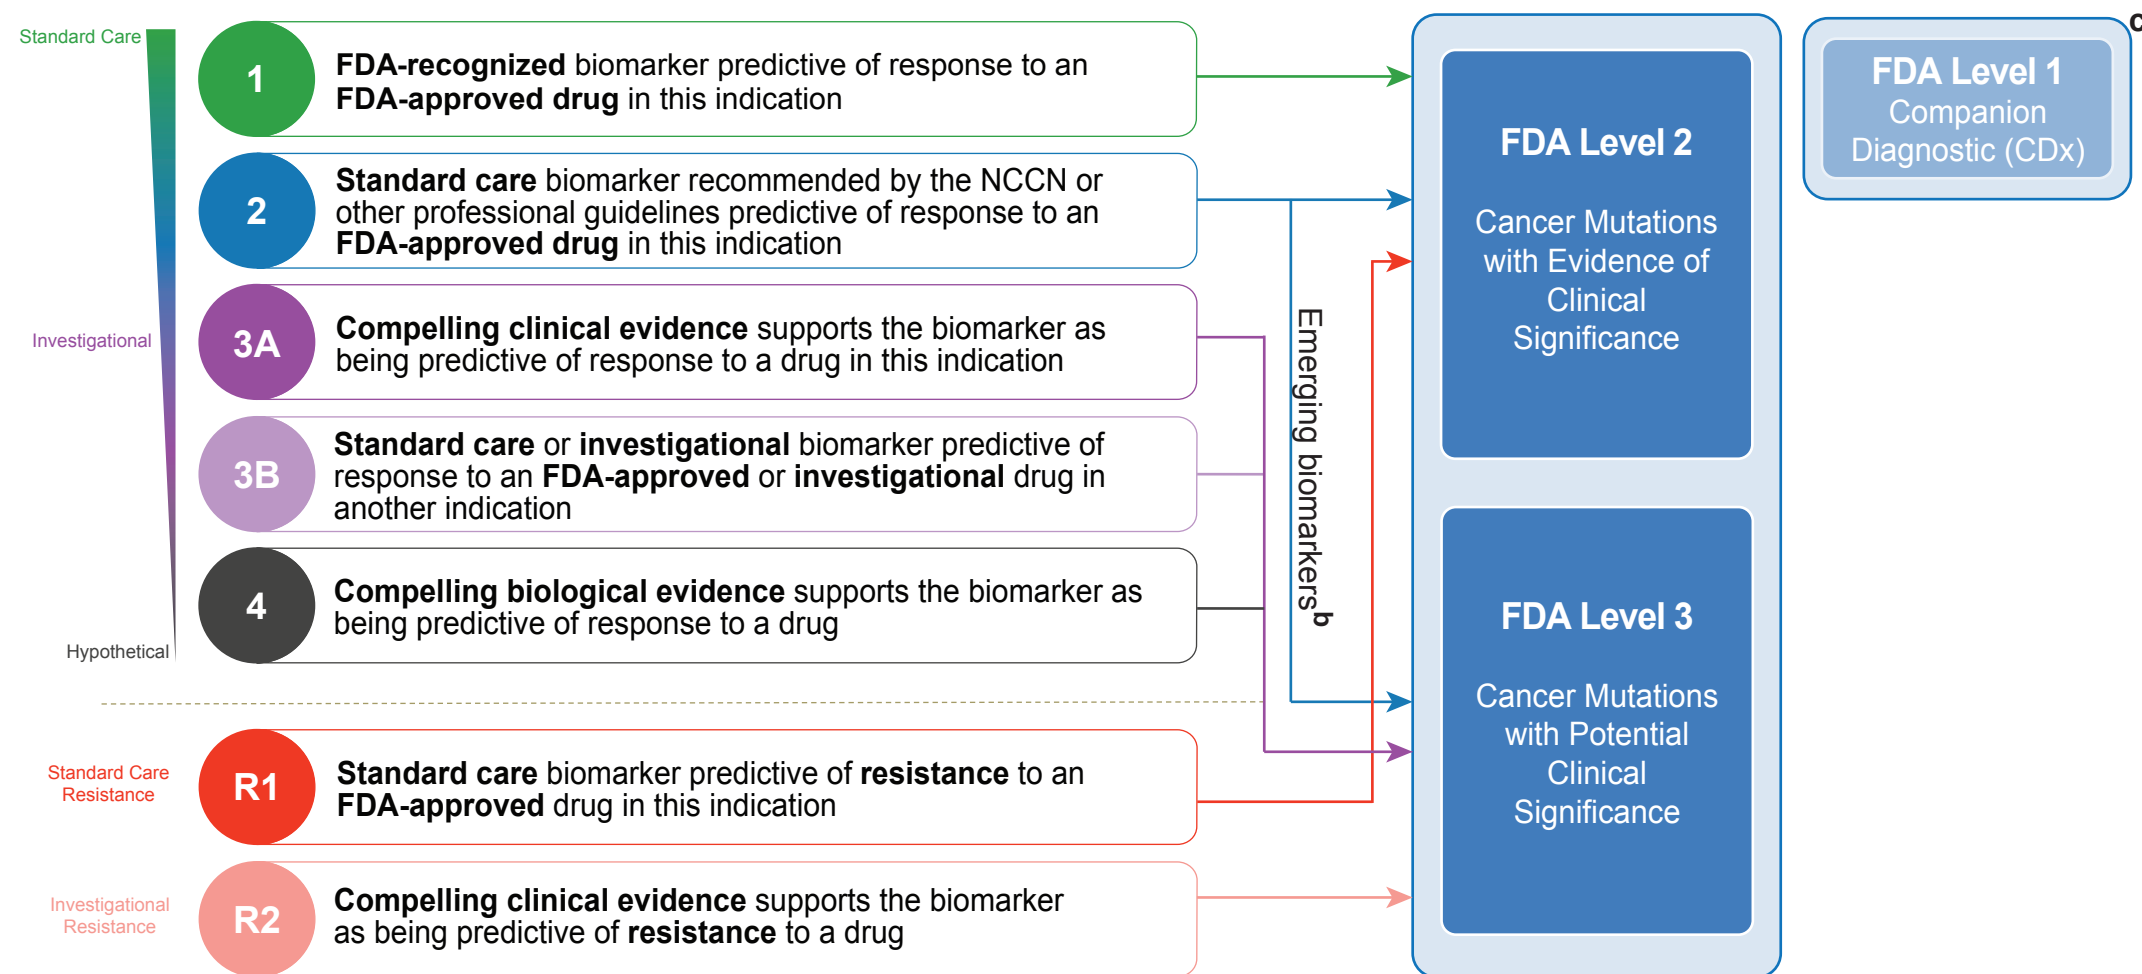 Standard Care
1
FDA-recognized biomarker predictive of response to an
FDA-approved drug in this indication
2
Standard care biomarker recommended by the NCCN or
other professional guidelines predictive of response to an
FDA-approved drug in this indication
Investigational
3A
Compelling clinical evidence supports the biomarker as
being predictive of response to a drug in this indication
3B
Standard care or investigational biomarker predictive of
response to an FDA-approved or investigational drug in
another indication
4
Compelling biological evidence supports the biomarker as
being predictive of response to a drug
Hypothetical
Standard Care
Resistance
R1
Standard care biomarker predictive of resistance to an
FDA-approved drug in this indication
Investigational
Resistance
R2
Compelling clinical evidence supports the biomarker
as being predictive of resistance to a drug
Emerging biomarkers b
FDA Level 2
Cancer Mutations
with Evidence of
Clinical
Significance
FDA Level 3
Cancer Mutations
with Potential
Clinical
Significance
FDA Level 1
Companion
Diagnostic (CDx)
c